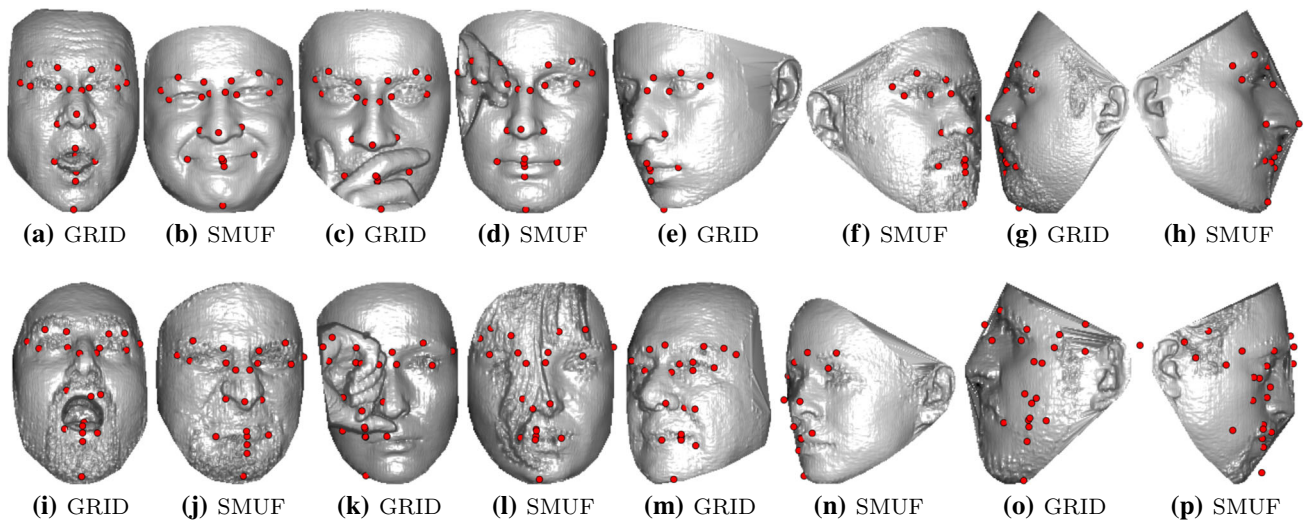 (a) GRID (b) SMUF (c) GRID (d) SMUF (e) GRID (f) SMUF (g) GRID (h) SMUF
(i) GRID (j) SMUF (k) GRID (l) SMUF (m) GRID (n) SMUF (o) GRID (p) SMUF